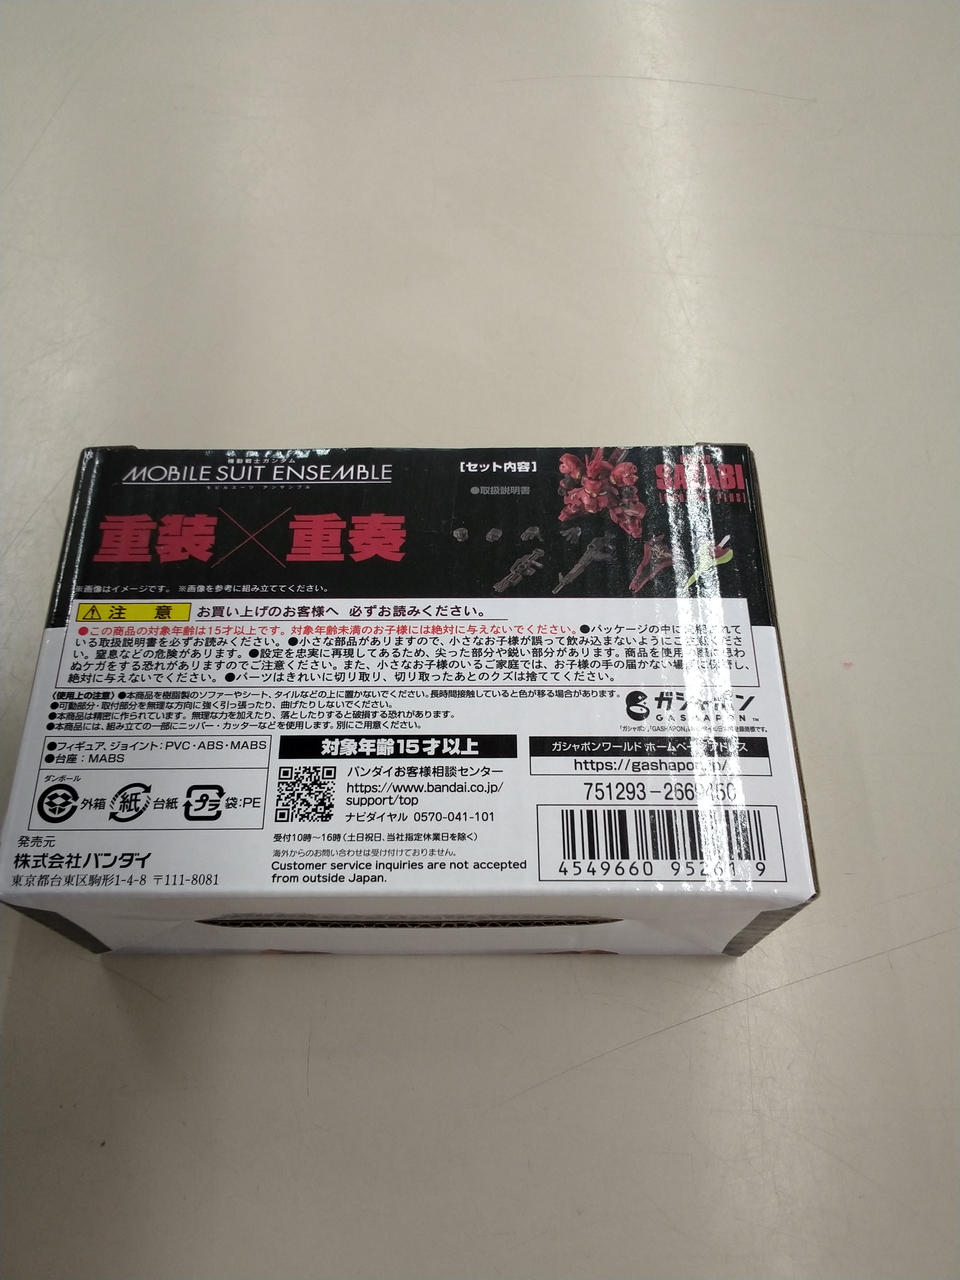 機動戦士ガンダム
MOBILE SUIT ENSEMBLE
モビルスーツ アンサンブル
重装×重奏
[セット内容]
●取扱説明書
※画像はイメージです。 ※画像を参考に組み立ててください。
注 意
お買い上げのお客様へ 必ずお読みください。
●この商品の対象年齢は15才以上です。対象年齢未満のお子様には絶対に与えないでください。●パッケージの中に
いる取扱説明書を必ずお読みください。●小さな部品がありますので、小さなお子様が誤って飲み込まないようにご
い。窒息などの危険があります。●設定を忠実に再現してあるため、尖った部分や鋭い部分があります。商品を使用
ぬケガをする恐れがありますのでご注意ください。また、小さなお子様のいるご家庭では、お子様の手の届かない
絶対に与えないでください。●パーツはきれいに切り取り、切り取ったあとのクズは捨ててください。
〈使用上の注意〉●本商品を樹脂製のソファーやシート、タイルなどの上に置かないでください。長時間接触していると色が移る場合があります。
●可動部分・取付部分を無理な方向に強く引っ張ったり、曲げたりしないでください。
●本商品は精密に作られています。無理な力を加えたり、落としたりすると破損する恐れがあります。
●本商品には、組み立ての一部にニッパー・カッターなどを使用します。別にご用意ください。
ガシャポン
GASHAPON
●フィギュア、ジョイント:PVC・ABS・MABS
●台座:MABS
ダンボール
外箱 紙 台紙 プラ 袋:PE
発売元
株式会社バンダイ
東京都台東区駒形1-4-8 〒111-8081
対象年齢15才以上
バンダイお客様相談センター
https://www.bandai.co.jp/
support/top
ナビダイヤル 0570-041-101
受付10時〜16時(土日祝日、当社指定休業日を除く)
海外からのお問い合わせは受け付けておりません。
Customer service inquiries are not accepted
from outside Japan.
ガシャポンワールド ホームページアドレス
https://gashapon.jp/
4549660